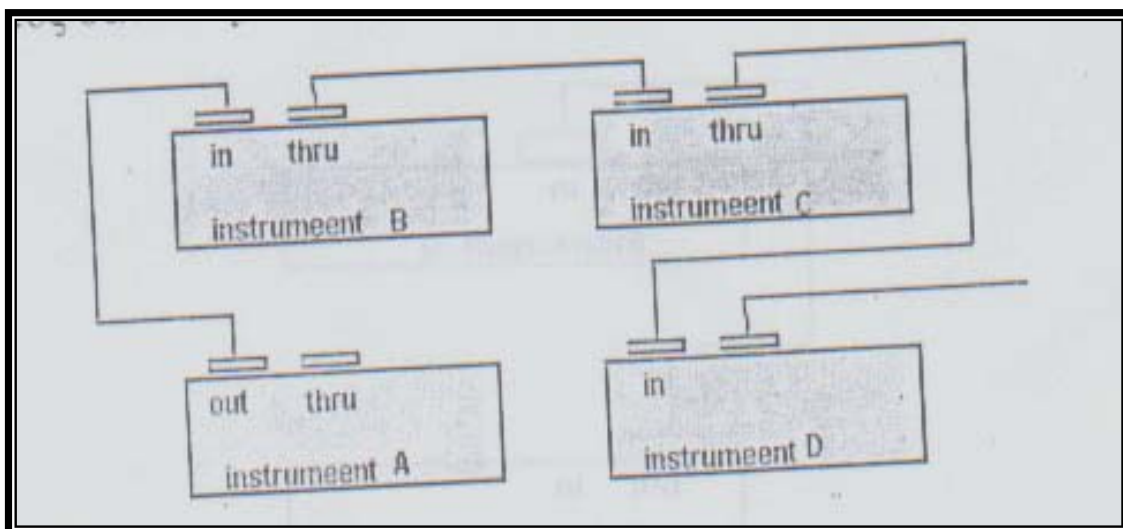 in thru
instrumeent B
in thru
instrumeent C
out thru
instrumeent A
in
instrumeent D